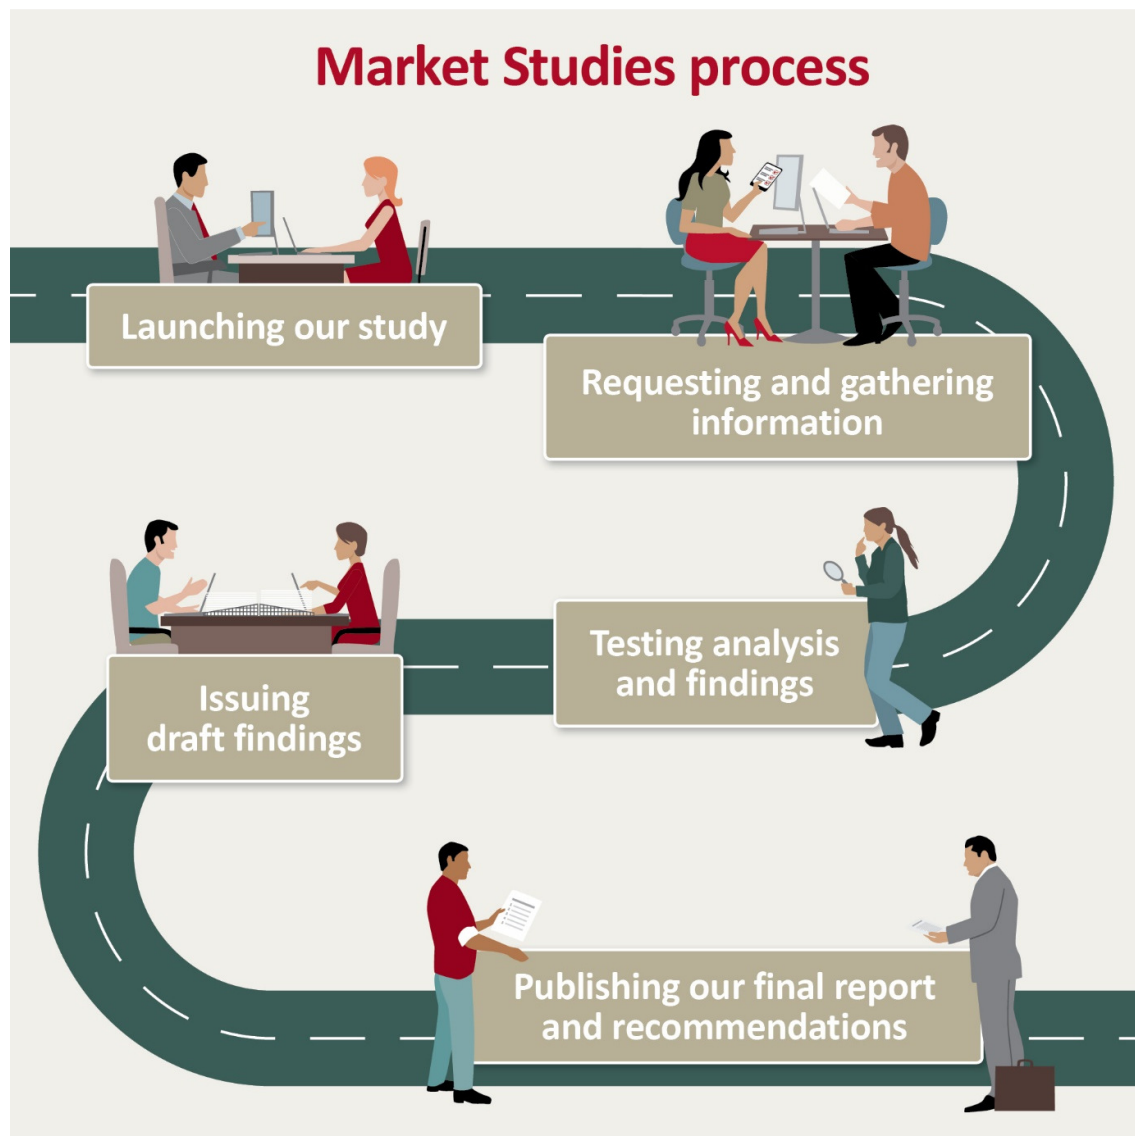 Market Studies process
Launching our study
Requesting and gathering
information
Testing analysis
and findings
Issuing
draft findings
Publishing our final report
and recommendations